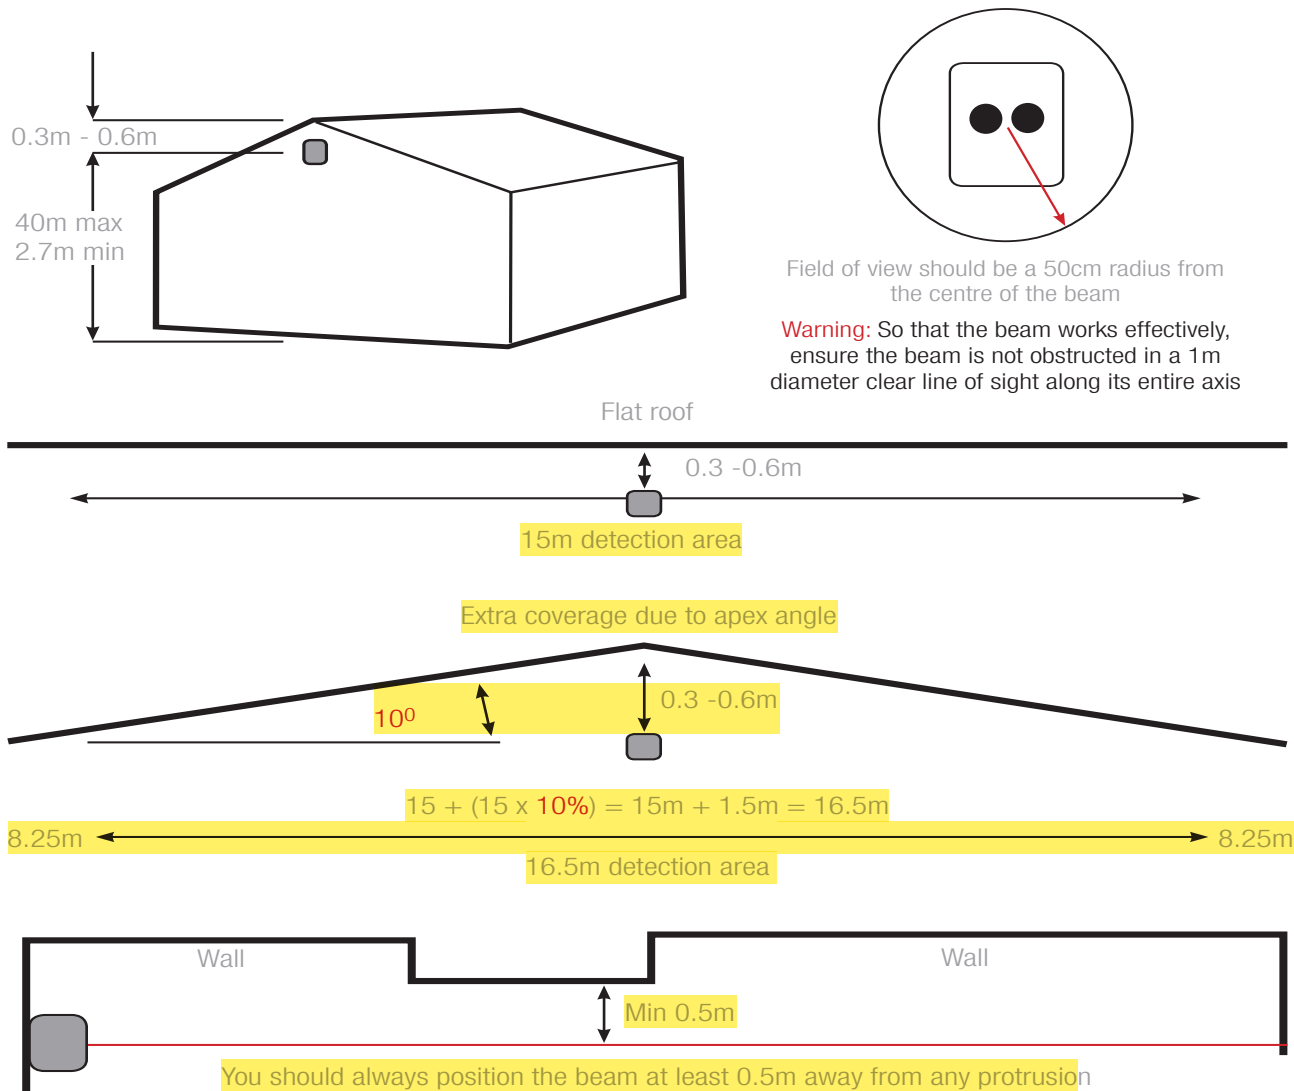 0.3m - 0.6m
40m max
2.7m min
Field of view should be a 50cm radius from
the centre of the beam
Warning: So that the beam works effectively,
ensure the beam is not obstructed in a 1m
diameter clear line of sight along its entire axis
Flat roof
0.3 -0.6m
15m detection area
Extra coverage due to apex angle
0.3 -0.6m
10⁰
15 + (15 x 10%) = 15m + 1.5m = 16.5m
8.25m 8.25m
16.5m detection area
Wall Wall
Min 0.5m
You should always position the beam at least 0.5m away from any protrusion